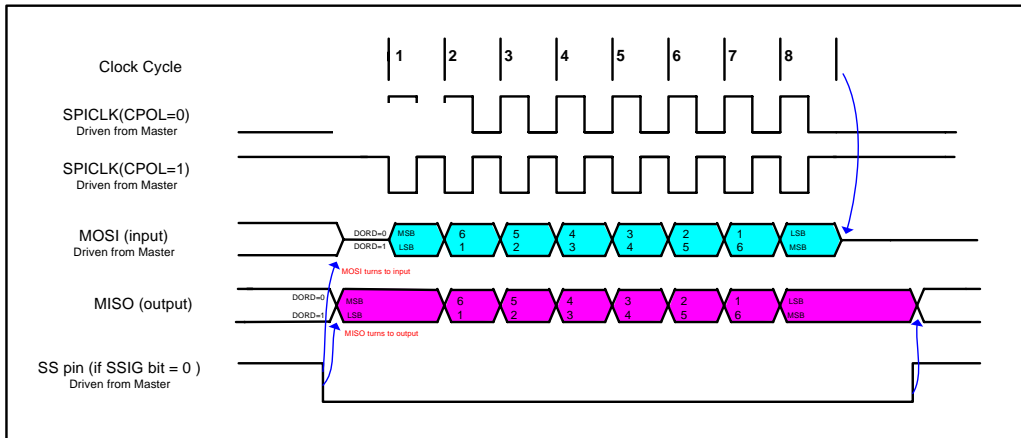 Clock Cycle
1 2 3 4 5 6 7 8
SPICLK(CPOL=0)
Driven from Master
SPICLK(CPOL=1)
Driven from Master
MOSI (input)
Driven from Master
DORD=0 MSB 6 5 4 3 2 1 LSB
DORD=1 LSB 1 2 3 4 5 6 MSB
MOSI turns to input
MISO (output)
DORD=0 MSB 6 5 4 3 2 1 LSB
DORD=1 LSB 1 2 3 4 5 6 MSB
MISO turns to output
SS pin (if SSIG bit = 0 )
Driven from Master